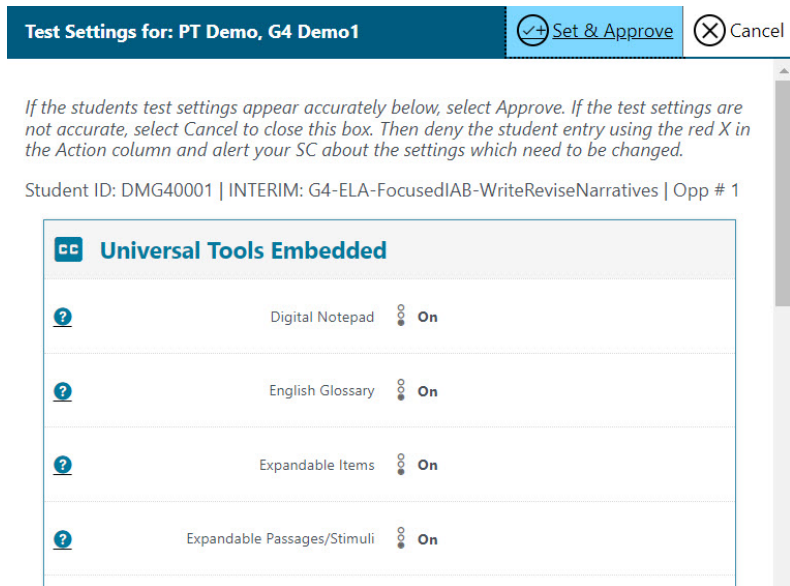 Test Settings for: PT Demo, G4 Demo1
Set & Approve
Cancel
If the students test settings appear accurately below, select Approve. If the test settings are
not accurate, select Cancel to close this box. Then deny the student entry using the red X in
the Action column and alert your SC about the settings which need to be changed.
Student ID: DMG40001 | INTERIM: G4-ELA-FocusedIAB-WriteReviseNarratives | Opp # 1
CC Universal Tools Embedded
? Digital Notepad On
? English Glossary On
? Expandable Items On
? Expandable Passages/Stimuli On